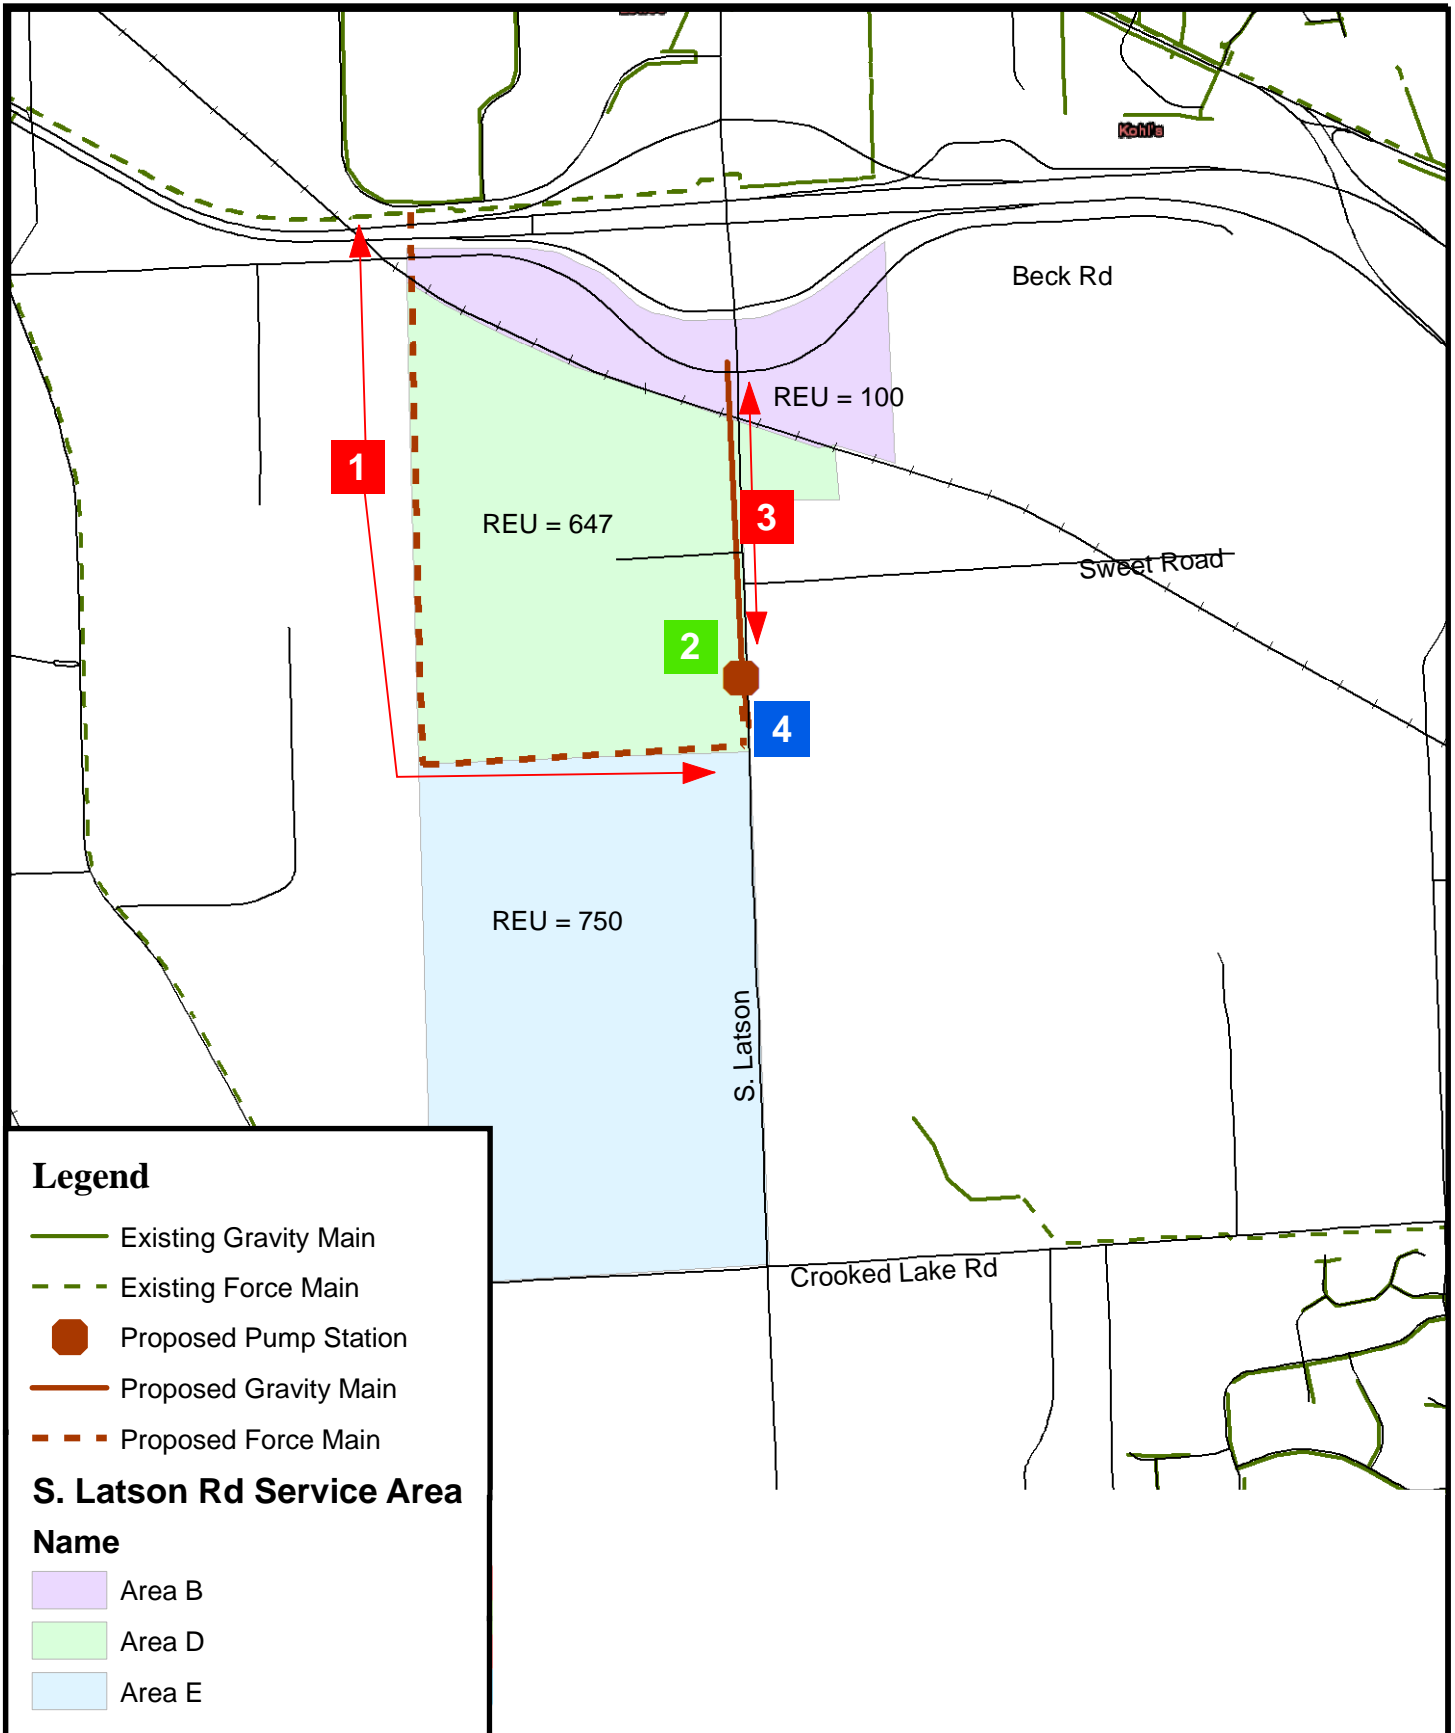 Kohl's
Beck Rd
REU = 100
1
3
REU = 647
Sweet Road
2
4
REU = 750
S. Latson
Crooked Lake Rd
Legend
Existing Gravity Main
Existing Force Main
Proposed Pump Station
Proposed Gravity Main
Proposed Force Main
S. Latson Rd Service Area
Name
Area B
Area D
Area E